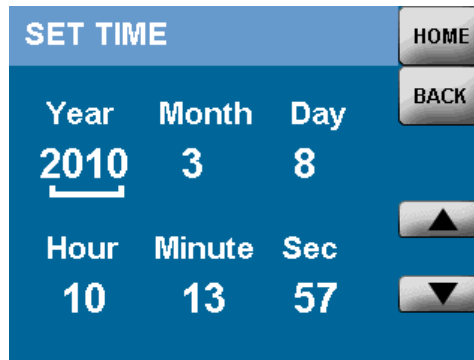 SET TIME
HOME
BACK
Year Month Day
2010 3 8
Hour Minute Sec
10 13 57